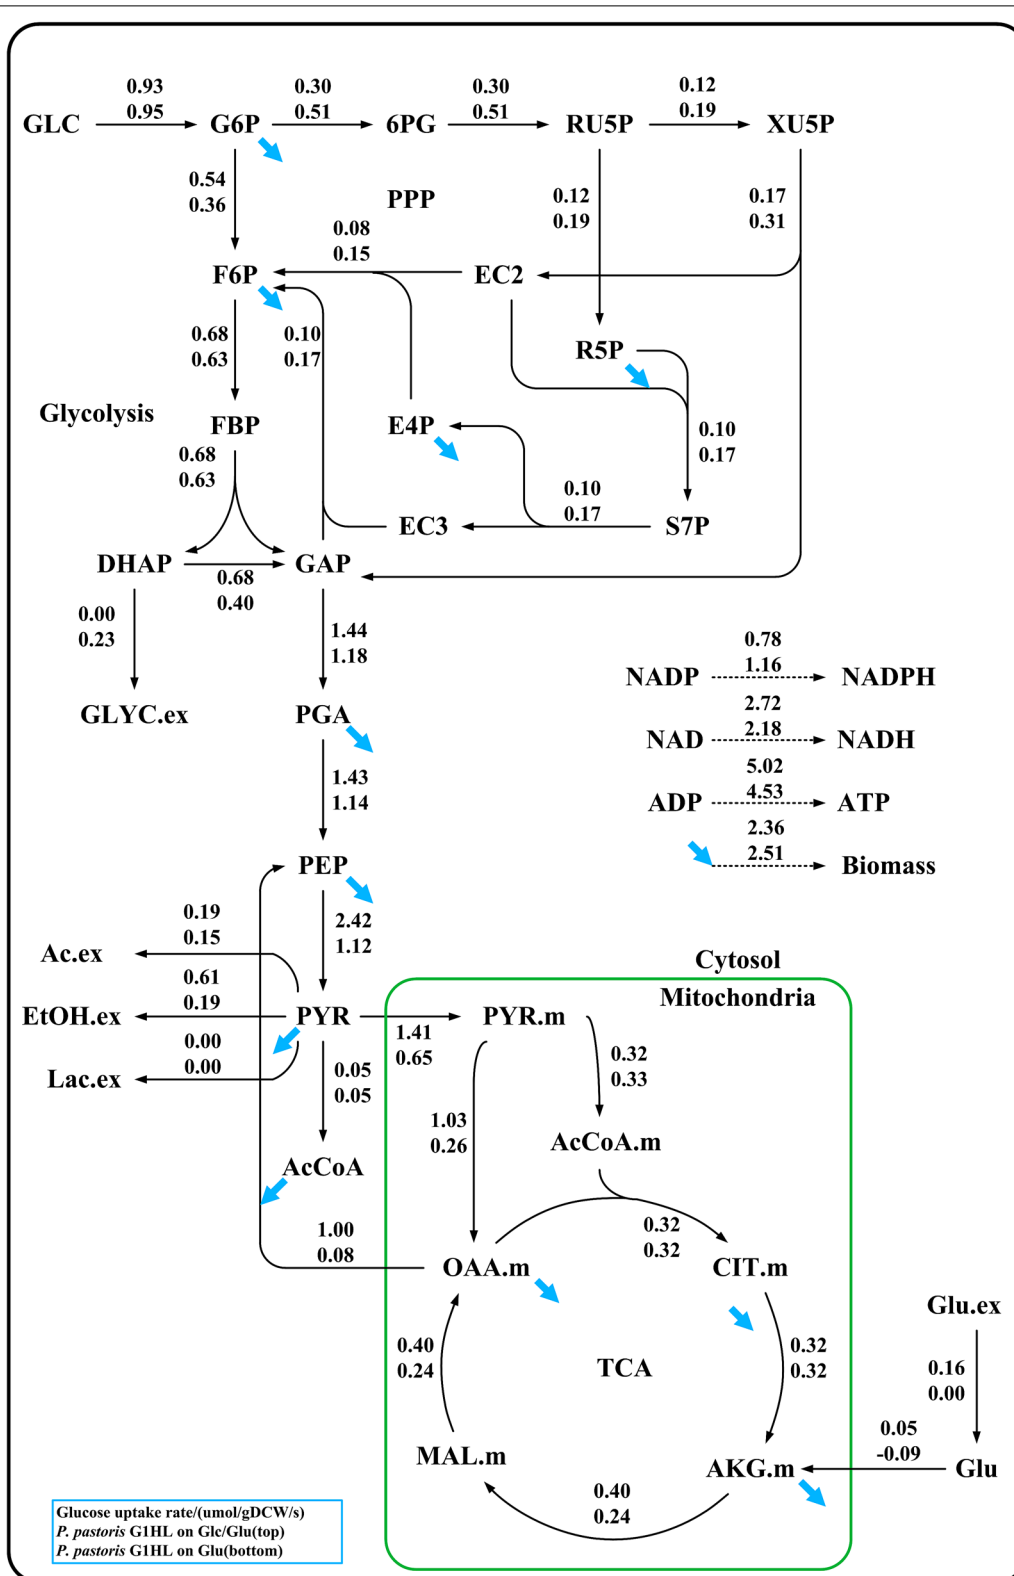 0.93 0.30 0.30 0.12
0.95 0.51 0.51 0.19
GLC G6P 6PG RU5P XU5P
0.54
0.36
PPP
0.12
0.19
0.17
0.31
0.08
0.15
F6P EC2
0.68
0.63
0.10
0.17
R5P
Glycolysis
FBP E4P
0.10
0.17
0.68
0.63
0.10
0.17
EC3 S7P
DHAP GAP
0.68
0.40
0.00
0.23
1.44
1.18
GLYC.ex PGA
0.78
1.16
NADP NADPH
2.72
2.18
NAD NADH
5.02
4.53
ADP ATP
2.36
2.51
Biomass
1.43
1.14
PEP
2.42
1.12
0.19
0.15
Ac.ex
0.61
0.19
EtOH.ex PYR
1.41
0.65
0.00
0.00
Lac.ex
0.05
0.05
AcCoA
Cytosol
Mitochondria
PYR.m
0.32
0.33
1.03
0.26
AcCoA.m
1.00
0.08
0.32
0.32
OAA.m CIT.m
0.40
0.24
TCA
0.32
0.32
Glu.ex
0.16
0.00
0.05
-0.09
MAL.m AKG.m Glu
0.40
0.24
Glucose uptake rate/(umol/gDCW/s)
P. pastoris G1HL on Glc/Glu(top)
P. pastoris G1HL on Glu(bottom)